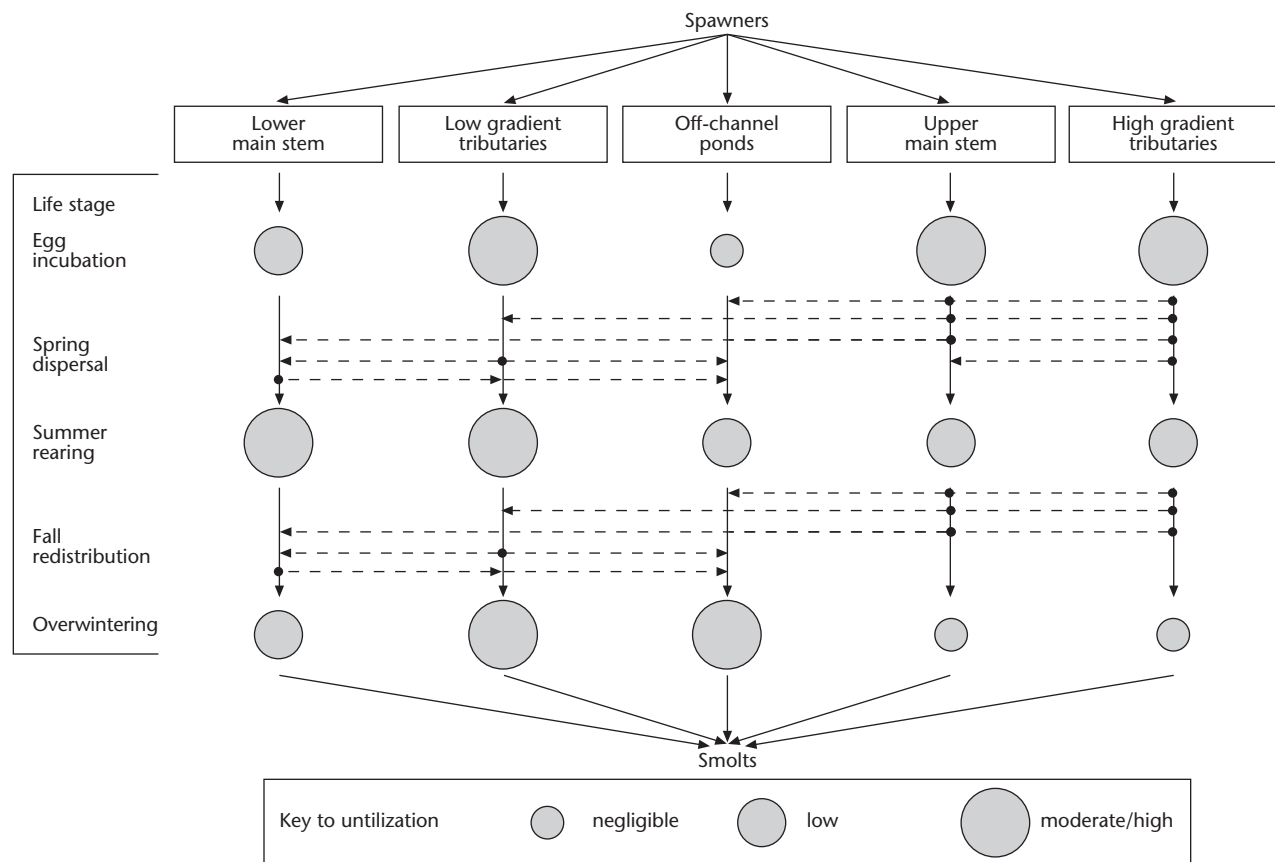 Spawners
Lower
main stem
Low gradient
tributaries
Off-channel
ponds
Upper
main stem
High gradient
tributaries
Life stage
Egg
incubation
Spring
dispersal
Summer
rearing
Fall
redistribution
Overwintering
Smolts
Key to untilization negligible low moderate/high